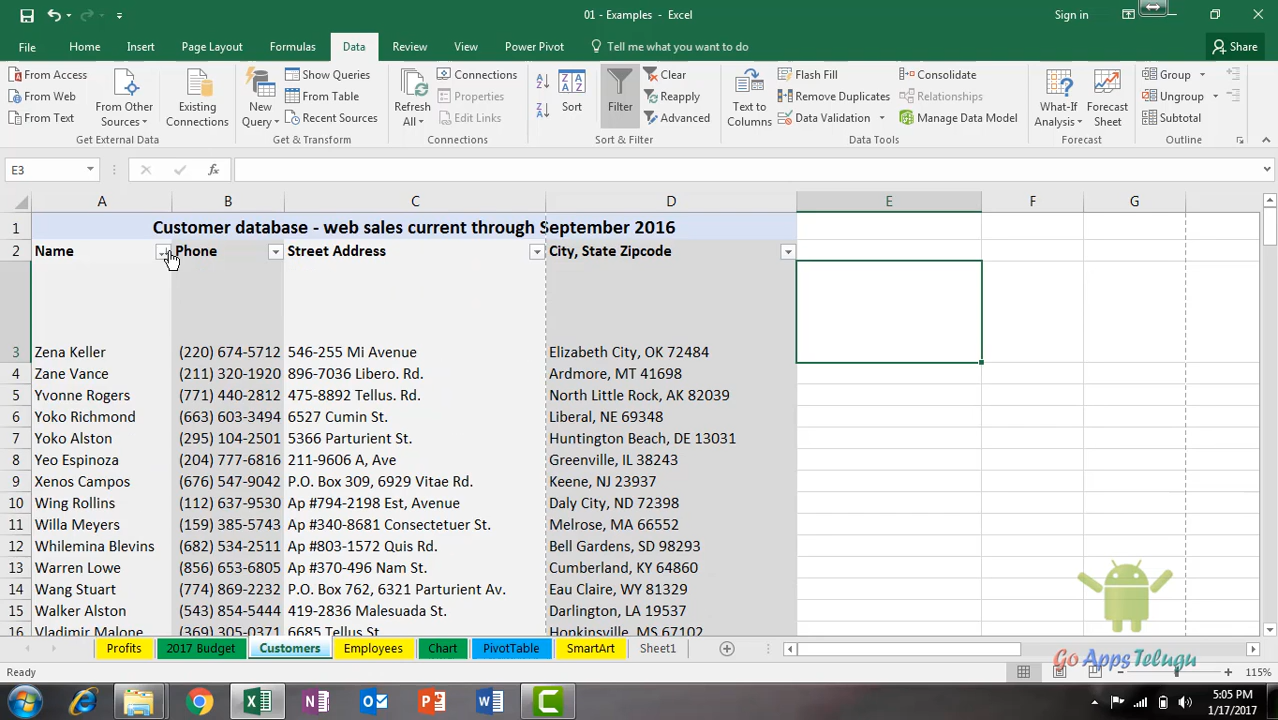 01 - Examples - Excel
Sign in
File
Home
Insert
Page Layout
Formulas
Data
Review
View
Power Pivot
Tell me what you want to do
Share
From Access
From Web
From Text
From Other Sources
Existing Connections
Get External Data
New Query
Show Queries
From Table
Recent Sources
Get & Transform
Refresh All
Connections
Properties
Edit Links
Connections
Sort
Filter
Clear
Reapply
Advanced
Sort & Filter
Text to Columns
Flash Fill
Remove Duplicates
Data Validation
Consolidate
Relationships
Manage Data Model
Data Tools
What-If Analysis
Forecast Sheet
Forecast
Group
Ungroup
Subtotal
Outline
E3
fx
A B C D E F G
1 Customer database - web sales current through September 2016
2 Name Phone Street Address City, State Zipcode
3 Zena Keller (220) 674-5712 546-255 Mi Avenue Elizabeth City, OK 72484
4 Zane Vance (211) 320-1920 896-7036 Libero. Rd. Ardmore, MT 41698
5 Yvonne Rogers (771) 440-2812 475-8892 Tellus. Rd. North Little Rock, AK 82039
6 Yoko Richmond (663) 603-3494 6527 Cumin St. Liberal, NE 69348
7 Yoko Alston (295) 104-2501 5366 Parturient St. Huntington Beach, DE 13031
8 Yeo Espinoza (204) 777-6816 211-9606 A, Ave Greenville, IL 38243
9 Xenos Campos (676) 547-9042 P.O. Box 309, 6929 Vitae Rd. Keene, NJ 23937
10 Wing Rollins (112) 637-9530 Ap #794-2198 Est, Avenue Daly City, ND 72398
11 Willa Meyers (159) 385-5743 Ap #340-8681 Consectetuer St. Melrose, MA 66552
12 Whilemina Blevins (682) 534-2511 Ap #803-1572 Quis Rd. Bell Gardens, SD 98293
13 Warren Lowe (856) 653-6805 Ap #370-496 Nam St. Cumberland, KY 64860
14 Wang Stuart (774) 869-2232 P.O. Box 762, 6321 Parturient Av. Eau Claire, WY 81329
15 Walker Alston (543) 854-5444 419-2836 Malesuada St. Darlington, LA 19537
16 Vladimir Malone (369) 305-0371 6685 Tellus St. Hopkinsville, MS 67102
Profits
2017 Budget
Customers
Employees
Chart
PivotTable
SmartArt
Sheet1
Go Apps Telugu
Ready
115%
5:05 PM
1/17/2017